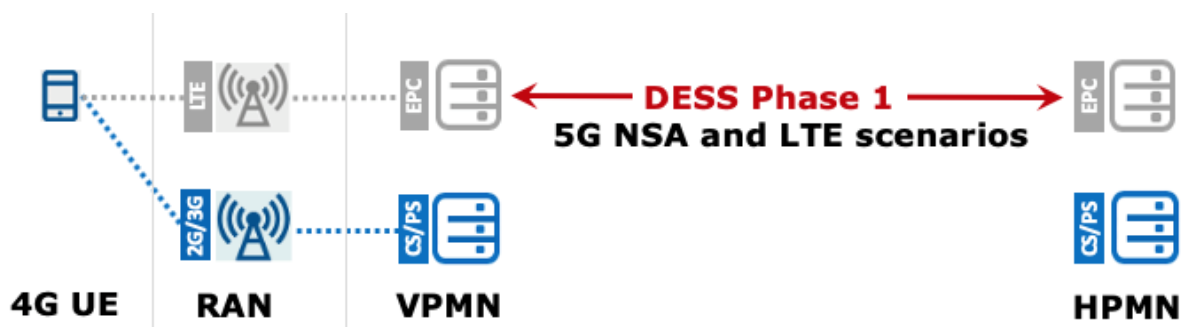 LTE
EPC
DESS Phase 1
5G NSA and LTE scenarios
EPC
2G/3G
CS/PS
CS/PS
4G UE
RAN
VPMN
HPMN